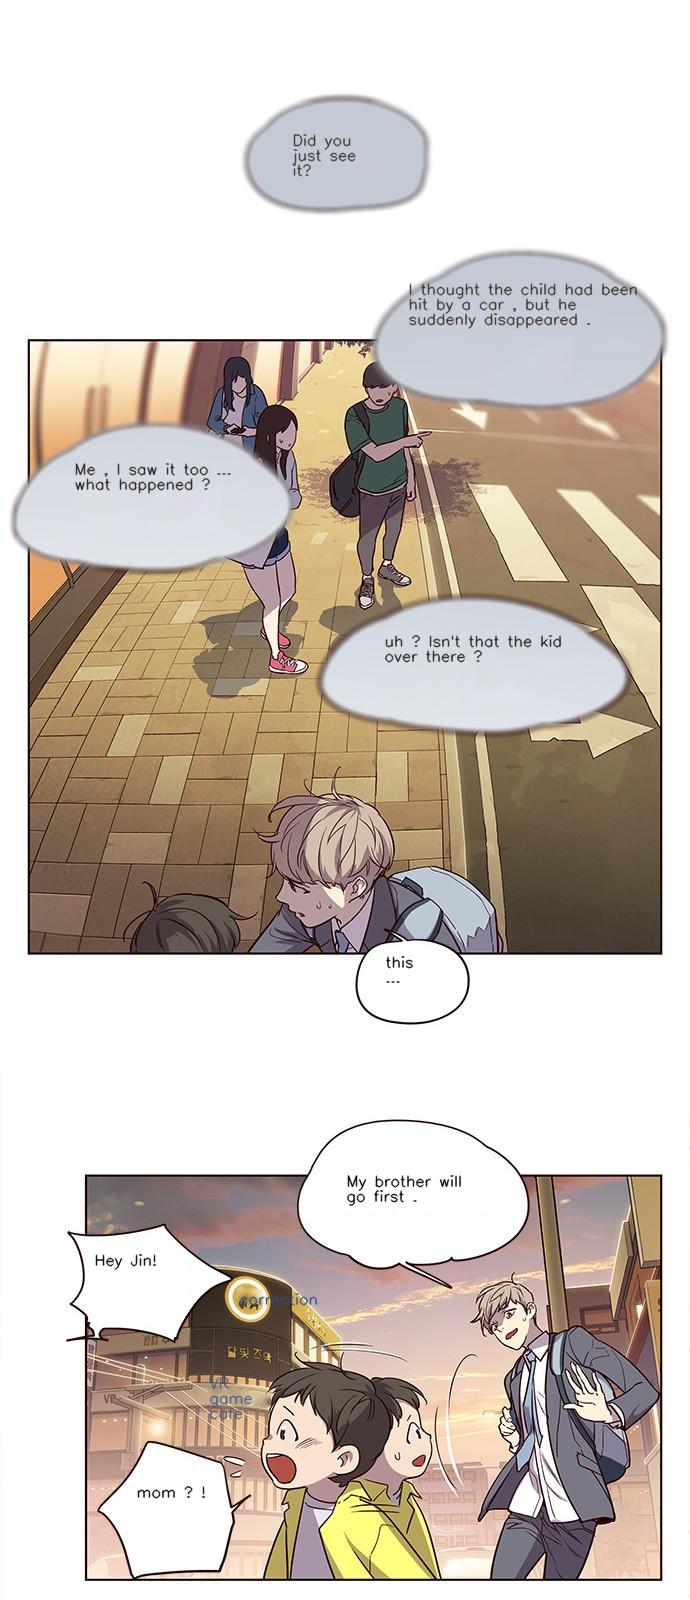 Did you
just see
it?
I thought the child had been
hit by a car , but he
suddenly disappeared .
Me , I saw it too ...
what happened ?
uh ? Isn't that the kid
over there ?
this
...
My brother will
go first .
Hey Jin!
correction
VR
game
cafe
VR
mom ? !